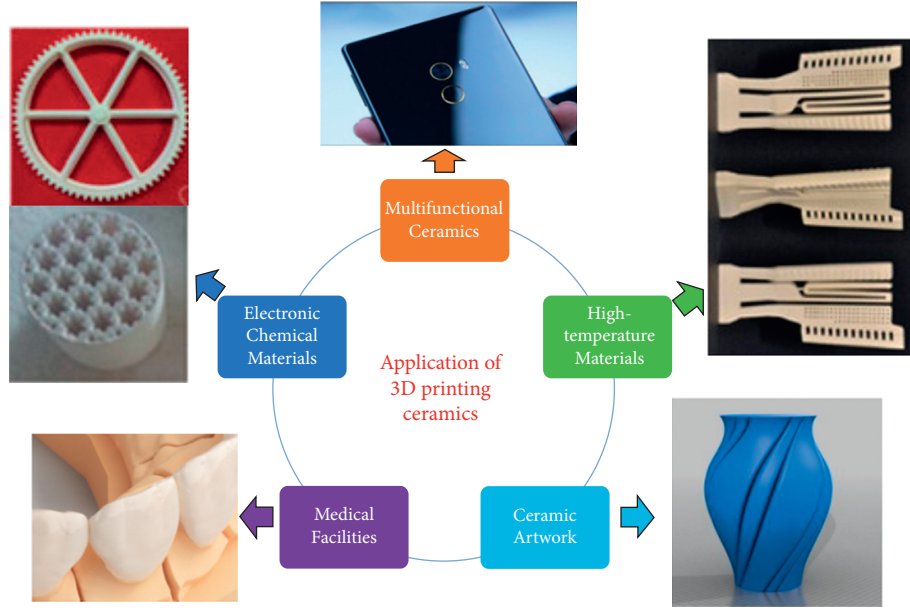 Multifunctional
Ceramics
Electronic
Chemical
Materials
High-
temperature
Materials
Application of
3D printing
ceramics
Medical
Facilities
Ceramic
Artwork